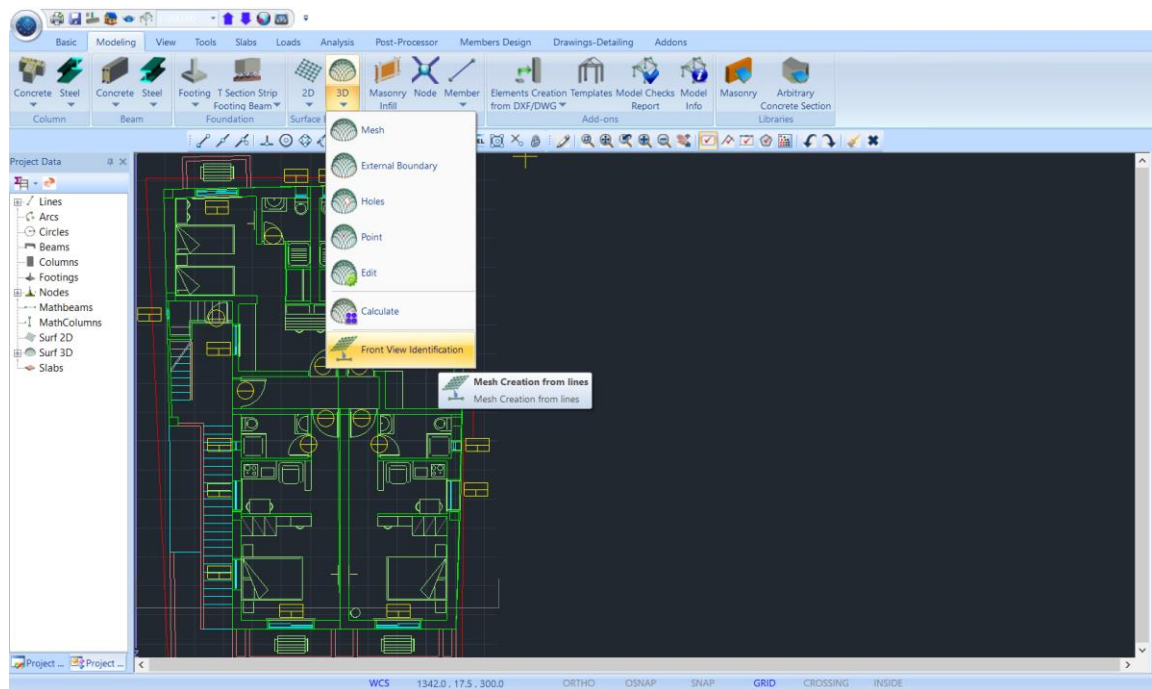 Basic Modeling View Tools Slabs Loads Analysis Post-Processor Members Design Drawings-Detailing Addons
Concrete Steel Concrete Steel Footing T Section Strip 2D 3D Masonry Node Member Elements Creation Templates Model Checks Model Masonry Arbitrary
Footing Beam Infill from DXF/DWG Report Info Concrete Section
Column Beam Foundation Surface Add-ons Libraries
Mesh
External Boundary
Holes
Point
Edit
Calculate
Front View Identification
Mesh Creation from lines
Mesh Creation from lines
Project Data
Lines
Arcs
Circles
Beams
Columns
Footings
Nodes
Mathbeams
MathColumns
Surf 2D
Surf 3D
Slabs
Project ... Project ...
WCS 1342.0 , 17.5 , 300.0 ORTHO OSNAP SNAP GRID CROSSING INSIDE